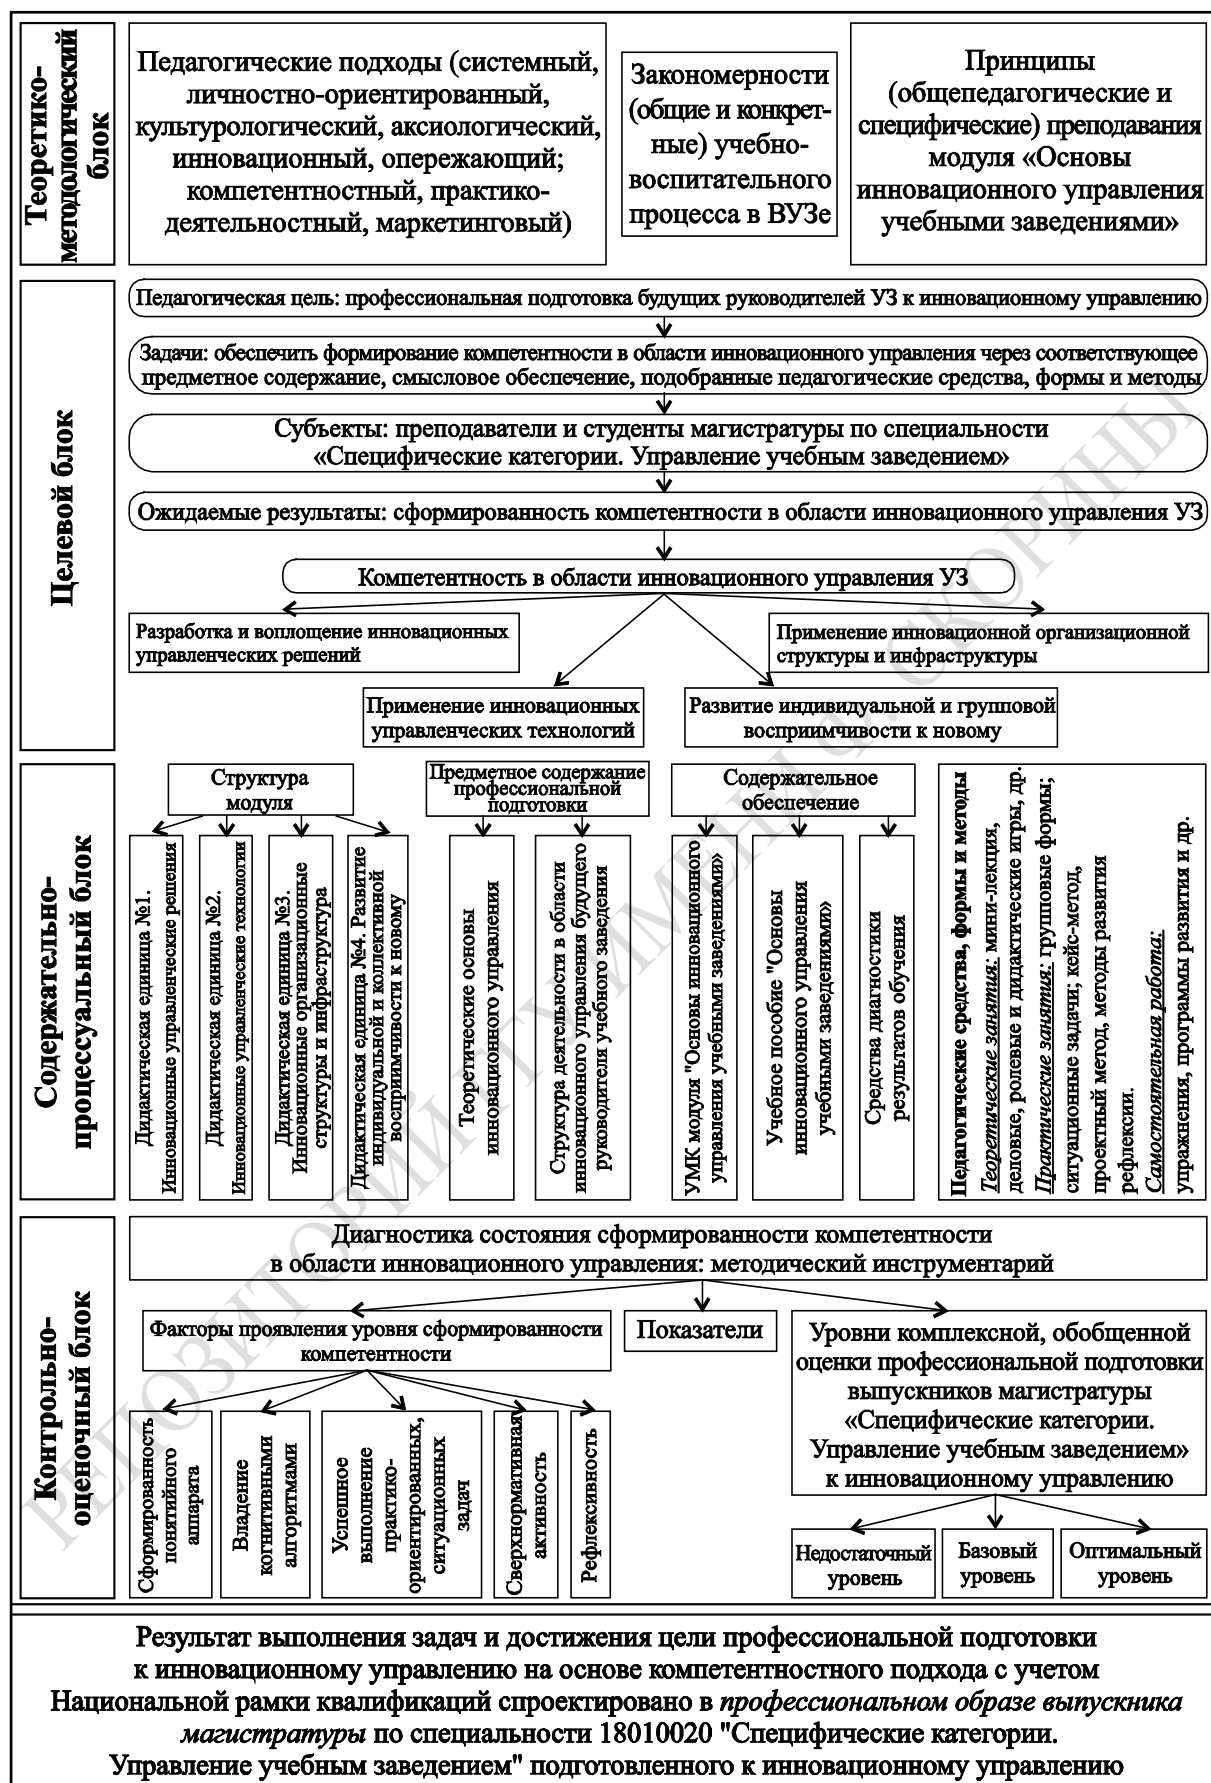 Теоретико-
методологический
блок
Педагогические подходы (системный,
личностно-ориентированный,
культурологический, аксиологический,
инновационный, опережающий;
компетентностный, практико-
деятельностный, маркетинговый)
Закономерности
(общие и конкрет-
ные) учебно-
воспитательного
процесса в ВУЗе
Принципы
(общепедагогические и
специфические) преподавания
модуля «Основы
инновационного управления
учебными заведениями»
Целевой блок
Педагогическая цель: профессиональная подготовка будущих руководителей УЗ к инновационному управлению
Задачи: обеспечить формирование компетентности в области инновационного управления через соответствующее
предметное содержание, смысловое обеспечение, подобранные педагогические средства, формы и методы
Субъекты: преподаватели и студенты магистратуры по специальности
«Специфические категории. Управление учебным заведением»
Ожидаемые результаты: сформированность компетентности в области инновационного управления УЗ
Компетентность в области инновационного управления УЗ
Разработка и воплощение инновационных
управленческих решений
Применение инновационной организационной
структуры и инфраструктуры
Применение инновационных
управленческих технологий
Развитие индивидуальной и групповой
восприимчивости к новому
Содержательно-
процессуальный блок
Структура
модуля
Дидактическая единица №1.
Инновационные управленческие решения
Дидактическая единица №2.
Инновационные управленческие технологии
Дидактическая единица №3.
Инновационные организационные
структуры и инфраструктура
Дидактическая единица №4. Развитие
индивидуальной и коллективной
восприимчивости к новому
Предметное содержание
профессиональной
подготовки
Теоретические основы
инновационного управления
Структура деятельности в области
инновационного управления будущего
руководителя учебного заведения
Содержательное
обеспечение
УМК модуля "Основы инновационного
управления учебными заведениями»
Учебное пособие "Основы
инновационного управления
учебными заведениями»
Средства диагностики
результатов обучения
Педагогические средства, формы и методы
Теоретические занятия: мини-лекция,
деловые, ролевые и дидактические игры, др.
Практические занятия: групповые формы;
ситуационные задачи; кейс-метод,
проектный метод, методы развития
рефлексии.
Самостоятельная работа:
упражнения, программы развития и др.
Контрольно-
оценочный блок
Диагностика состояния сформированности компетентности
в области инновационного управления: методический инструментарий
Факторы проявления уровня сформированности
компетентности
Сформированность
понятийного
аппарата
Владение
когнитивными
алгоритмами
Успешное
выполнение
практико-
ориентированных,
ситуационных
задач
Сверхнормативная
активность
Рефлексивность
Показатели
Уровни комплексной, обобщенной
оценки профессиональной подготовки
выпускников магистратуры
«Специфические категории.
Управление учебным заведением»
к инновационному управлению
Недостаточный
уровень
Базовый
уровень
Оптимальный
уровень
Результат выполнения задач и достижения цели профессиональной подготовки
к инновационному управлению на основе компетентностного подхода с учетом
Национальной рамки квалификаций спроектировано в профессиональном образе выпускника
магистратуры по специальности 18010020 "Специфические категории.
Управление учебным заведением" подготовленного к инновационному управлению
РЕПОЗИТОРИЙ ГГУ ИМЕНИ Ф. СКОРИНЫ